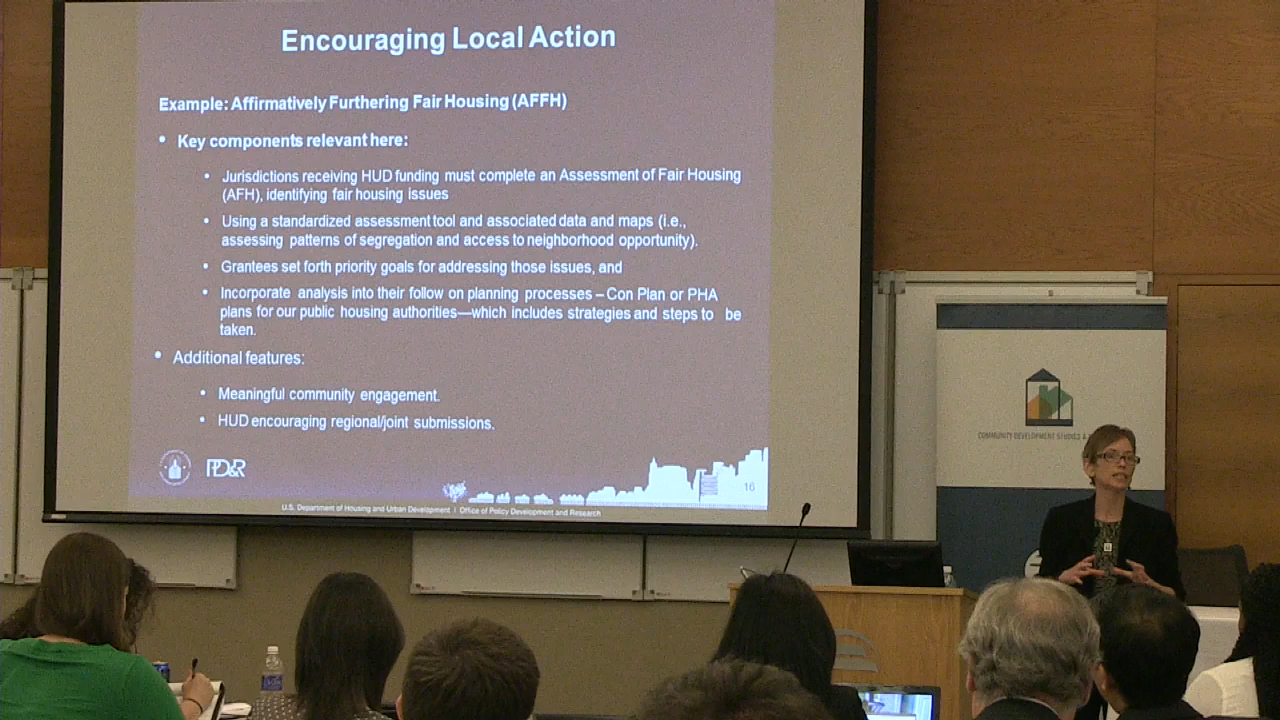 Encouraging Local Action
Example: Affirmatively Furthering Fair Housing (AFFH)
• Key components relevant here:
• Jurisdictions receiving HUD funding must complete an Assessment of Fair Housing
(AFH), identifying fair housing issues
• Using a standardized assessment tool and associated data and maps (i.e.,
assessing patterns of segregation and access to neighborhood opportunity).
• Grantees set forth priority goals for addressing those issues, and
• Incorporate analysis into their follow on planning processes – Con Plan or PHA
plans for our public housing authorities—which includes strategies and steps to be
taken.
• Additional features:
• Meaningful community engagement.
• HUD encouraging regional/joint submissions.
PD&R
16
U.S. Department of Housing and Urban Development | Office of Policy Development and Research
COMMUNITY DEVELOPMENT STUDIES &